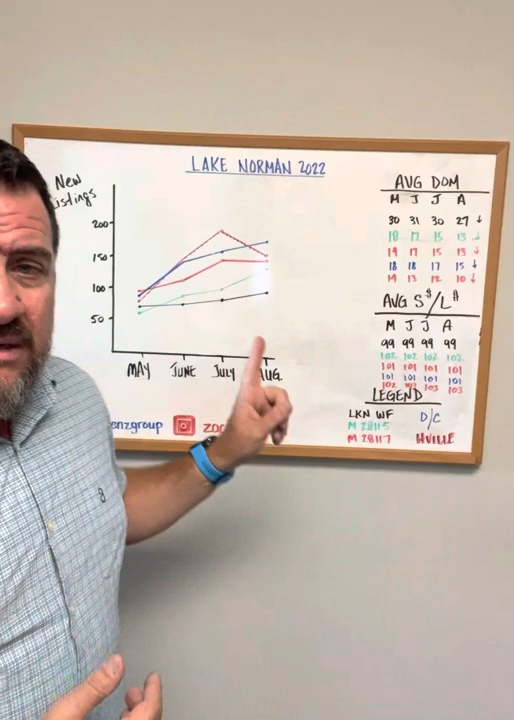 LAKE NORMAN 2022
New
Listings
200
150
100
50
MAY JUNE JULY AUG.
enzgroup
AVG DOM
M J J A
30 31 30 27 ↓
18 17 15 13 ↓
19 17 15 13 ↓
18 18 17 15 ↓
14 13 12 10 ↓
AVG S$/L$
M J J A
99 99 99 99
102 102 102 102
101 101 101 101
101 101 101 101
102 103 103
LEGEND
LKN WF D/C
M 28115 HVILLE
M 28117